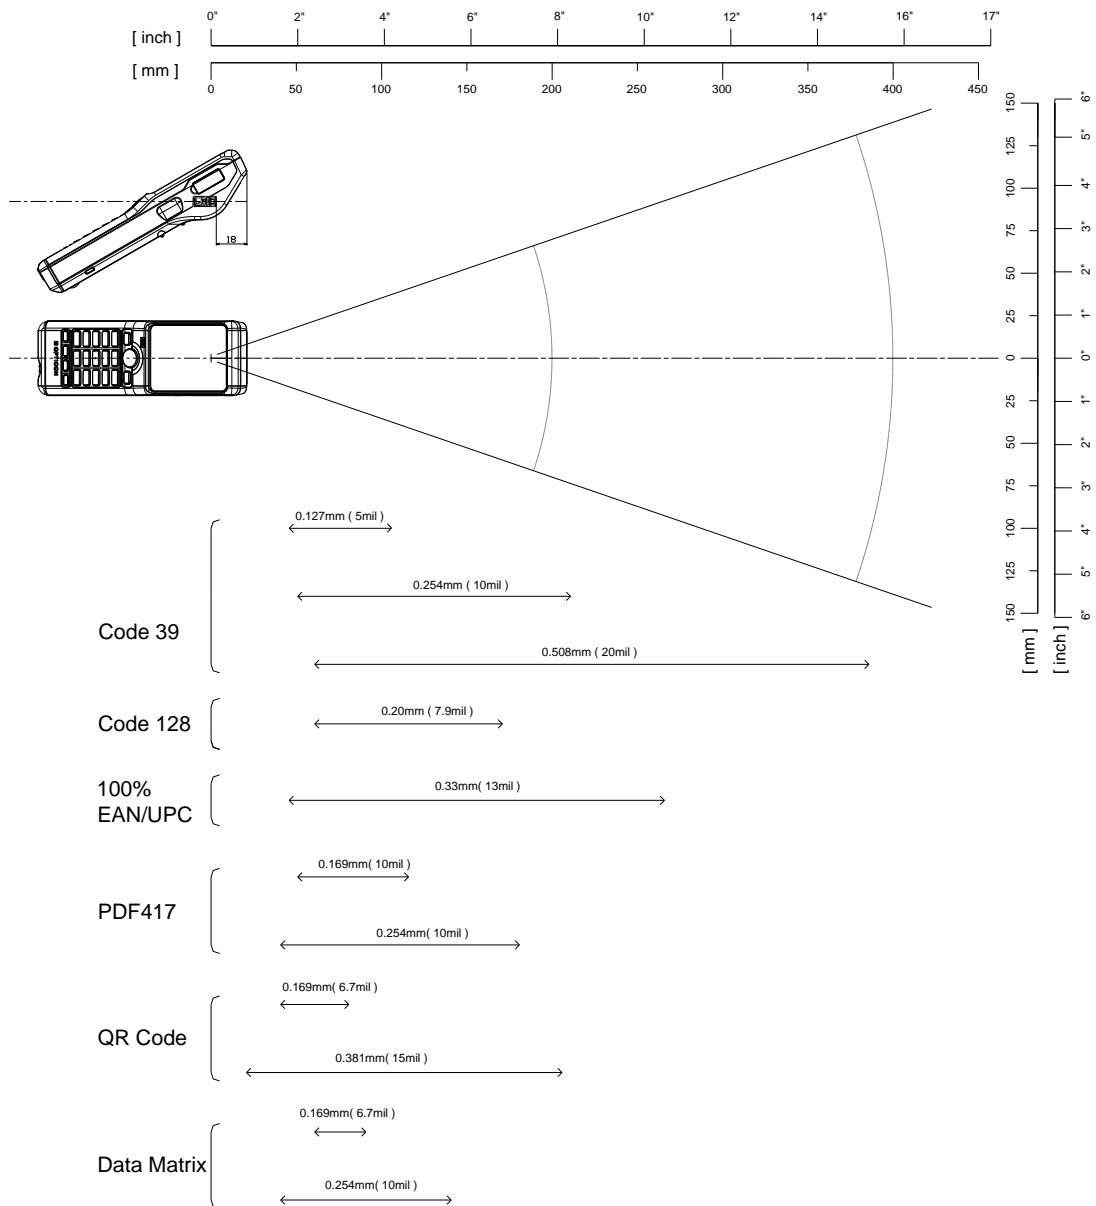 0" 2" 4" 6" 8" 10" 12" 14" 16" 17"
[ inch ]
[ mm ]
0 50 100 150 200 250 300 350 400 450
150 125 100 75 50 25 0 25 50 75 100 125 150
6" 5" 4" 3" 2" 1" 0" 1" 2" 3" 4" 5" 6"
[ mm ]
[ inch ]
18
OPTICON
Code 39
0.127mm ( 5mil )
0.254mm ( 10mil )
0.508mm ( 20mil )
Code 128
0.20mm ( 7.9mil )
100%
EAN/UPC
0.33mm( 13mil )
PDF417
0.169mm( 10mil )
0.254mm( 10mil )
QR Code
0.169mm( 6.7mil )
0.381mm( 15mil )
Data Matrix
0.169mm( 6.7mil )
0.254mm( 10mil )